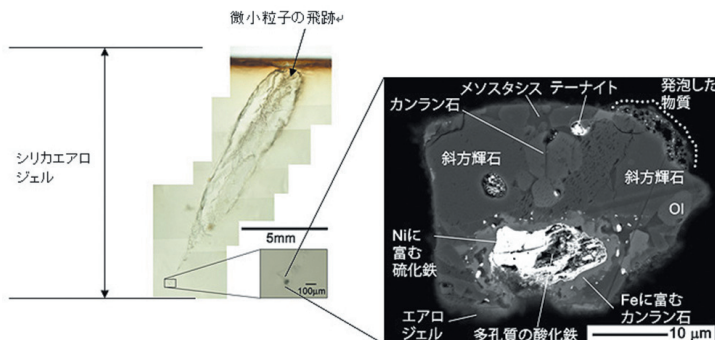 微小粒子の飛跡↵
シリカエアロ
ジェル
5mm
100μm
メソスタシス
テーナイト
発泡した
物質
カンラン石
斜方輝石
斜方輝石
Ol
Niに
富む
硫化鉄
Feに富む
カンラン石
エアロ
ジェル
多孔質の酸化鉄
10 μm